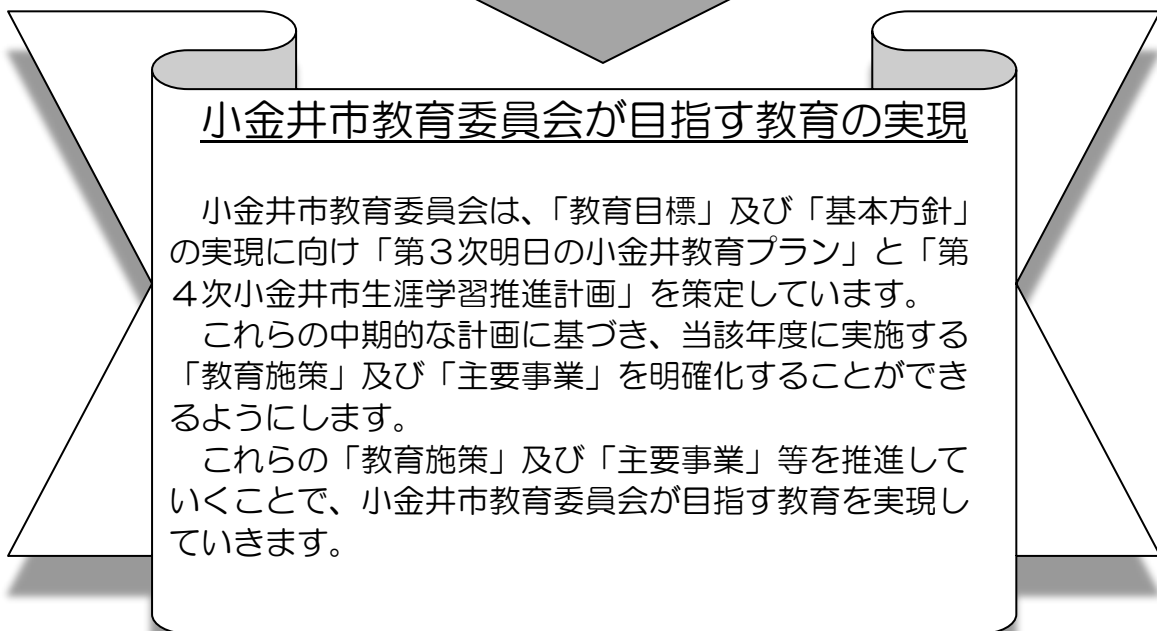 小金井市教育委員会が目指す教育の実現
　小金井市教育委員会は、「教育目標」及び「基本方針」
の実現に向け「第３次明日の小金井教育プラン」と「第
４次小金井市生涯学習推進計画」を策定しています。
　これらの中期的な計画に基づき、当該年度に実施する
「教育施策」及び「主要事業」を明確化することができ
るようにします。
　これらの「教育施策」及び「主要事業」等を推進して
いくことで、小金井市教育委員会が目指す教育を実現し
ていきます。